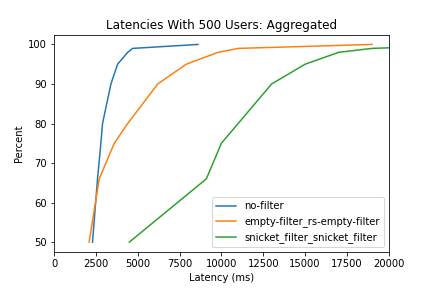 Latencies With 500 Users: Aggregated
100
90
80
70
60
50
Percent
0 2500 5000 7500 10000 12500 15000 17500 20000
Latency (ms)
no-filter
empty-filter_rs-empty-filter
snicket_filter_snicket_filter